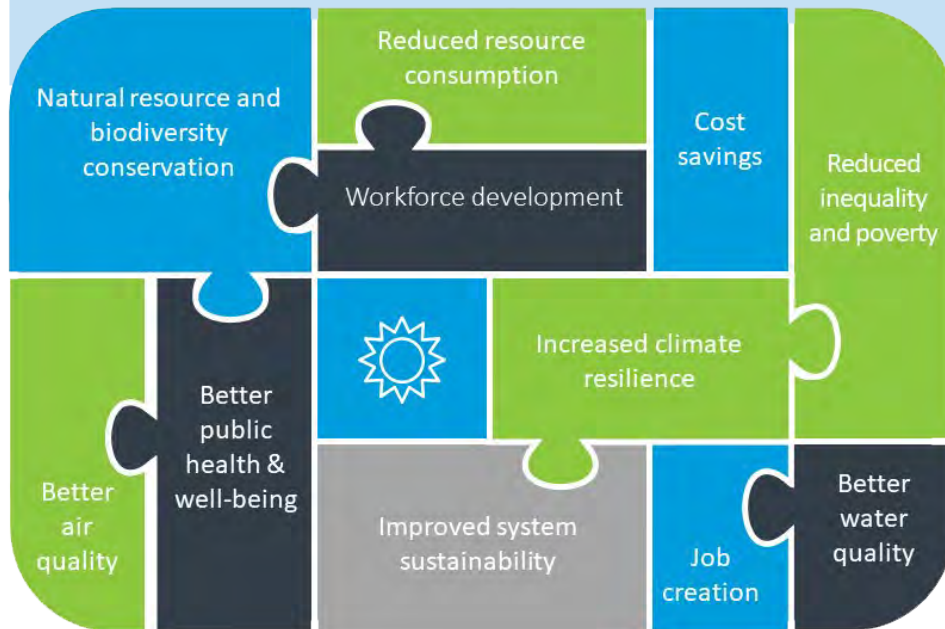 Natural resource and
biodiversity
conservation
Reduced resource
consumption
Workforce development
Cost
savings
Reduced
inequality
and poverty
Better
air
quality
Better
public
health &
well-being
Increased climate
resilience
Improved system
sustainability
Job
creation
Better
water
quality